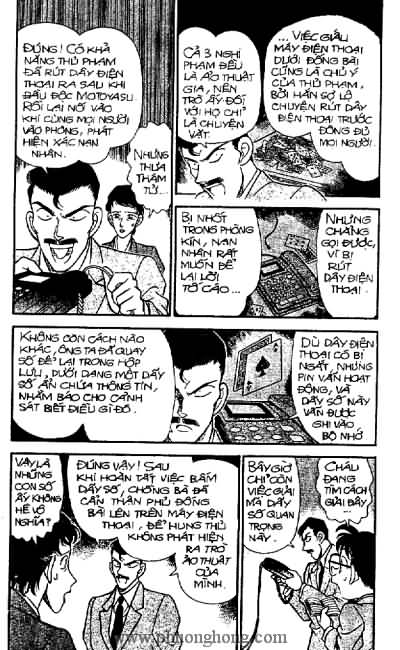 ... VIỆC GIẤU
MÁY ĐIỆN THOẠI
DƯỚI ĐỐNG BÀI
CŨNG LÀ CHỦ Ý
CỦA THỦ PHẠM,
BỞI HẮN SỢ LỘ
CHUYỆN RÚT DÂY
ĐIỆN THOẠI TRƯỚC
ĐÔNG ĐỦ
MỌI NGƯỜI.
CẢ 3 NGHI
PHẠM ĐỀU
LÀ ẢO THUẬT
GIA, NÊN
TRÒ ẤY ĐỐI
VỚI HỌ CHỈ
LÀ CHUYỆN
VẶT.
ĐÚNG! CÓ KHẢ
NĂNG THỦ PHẠM
ĐÃ RÚT DÂY ĐIỆN
THOẠI RA SAU KHI
ĐẦU ĐỘC MOTOYASU.
RỒI LẠI NỐI VÀO
KHI CÙNG MỌI NGƯỜI
VÀO PHÒNG, PHÁT
HIỆN XÁC NẠN
NHÂN.
NHƯNG
THƯA
THÁM
TỬ...
NHƯNG
CHẲNG
GỌI ĐƯỢC,
VÌ BỊ
RÚT
DÂY ĐIỆN
THOẠI.
BỊ NHỐT
TRONG PHÒNG
KÍN, NẠN
NHÂN RẤT
MUỐN ĐỂ
LẠI LỜI
TỐ CÁO...
DÙ DÂY ĐIỆN
THOẠI CÓ BỊ
NGẮT, NHƯNG
PIN VẪN HOẠT
ĐỘNG, VÀ
DÃY SỐ NÀY
VẪN ĐƯỢC
GHI VÀO
BỘ NHỚ
KHÔNG CÒN CÁCH NÀO
KHÁC, ÔNG TA ĐÃ QUAY
SỐ ĐỂ LẠI TRONG HỘP
LƯU, DƯỚI DẠNG MỘT DÃY
SỐ ẨN CHỨA THÔNG TIN,
NHẰM BÁO CHO CẢNH
SÁT BIẾT ĐIỀU GÌ ĐÓ.
CHÁU
ĐANG
TÌM CÁCH
GIẢI ĐÂY.
BÂY GIỜ
CHỈ CÒN
VIỆC GIẢI
MÃ DÃY
SỐ QUAN
TRỌNG
NÀY.
ĐÚNG VẬY! SAU
KHI HOÀN TẤT VIỆC BẤM
DÃY SỐ, CHỒNG BÀ ĐÃ
CẨN THẬN PHỦ ĐỐNG
BÀI LÊN TRÊN MÁY ĐIỆN
THOẠI, ĐỂ HUNG THỦ
KHÔNG PHÁT HIỆN
RA TRÒ
ẢO THUẬT
CỦA
MÌNH.
VẬY LÀ
NHỮNG
CON SỐ
ẤY KHÔNG
HỀ VÔ
NGHĨA?
www.phuonghong.com